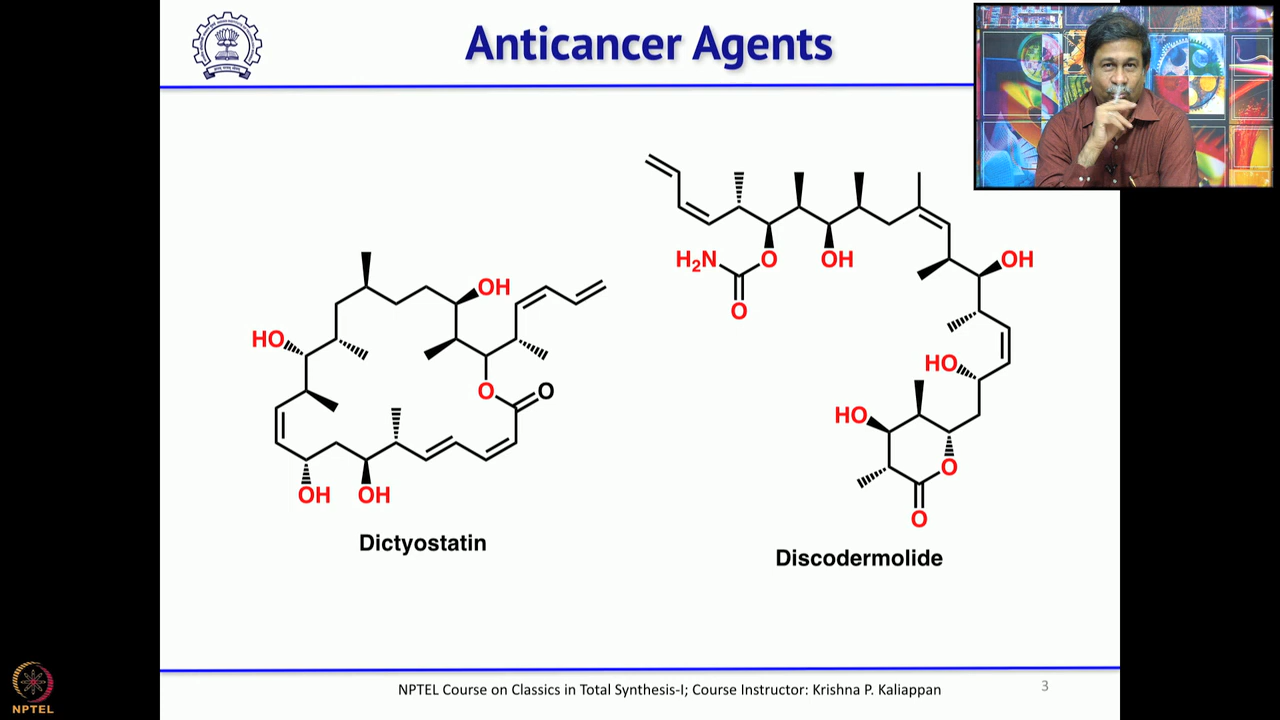 Anticancer Agents
H₂N
O
OH
O
OH
HO
HO
O
O
OH
HO
O
O
OH
OH
Dictyostatin
Discodermolide
NPTEL Course on Classics in Total Synthesis-I; Course Instructor: Krishna P. Kaliappan
3
NPTEL